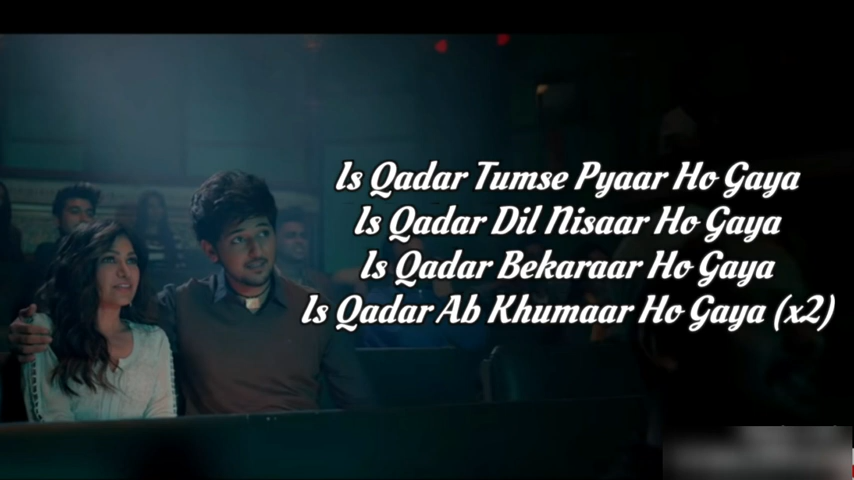 Is Qadar Tumse Pyaar Ho Gaya
Is Qadar Dil Nisaar Ho Gaya
Is Qadar Bekaraar Ho Gaya
Is Qadar Ab Khumaar Ho Gaya (x2)